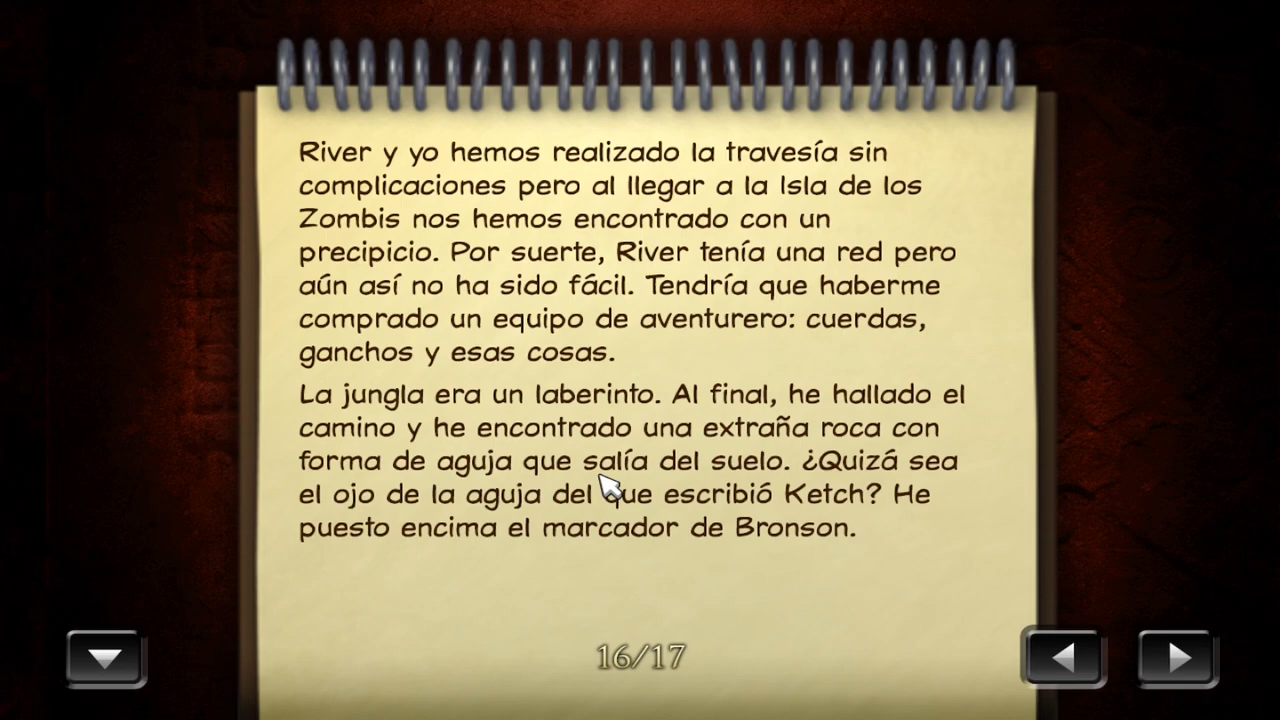 River y yo hemos realizado la travesía sin
complicaciones pero al llegar a la Isla de los
Zombis nos hemos encontrado con un
precipicio. Por suerte, River tenía una red pero
aún así no ha sido fácil. Tendría que haberme
comprado un equipo de aventurero: cuerdas,
ganchos y esas cosas.
La jungla era un laberinto. Al final, he hallado el
camino y he encontrado una extraña roca con
forma de aguja que salía del suelo. ¿Quizá sea
el ojo de la aguja del que escribió Ketch? He
puesto encima el marcador de Bronson.
16/17